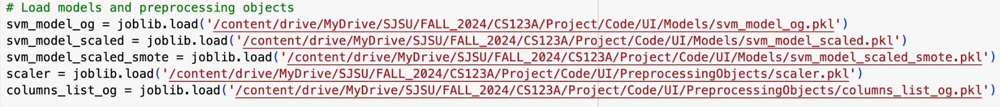 # Load models and preprocessing objects
svm_model_og = joblib.load('/content/drive/MyDrive/SJSU/FALL_2024/CS123A/Project/Code/UI/Models/svm_model_og.pkl')
svm_model_scaled = joblib.load('/content/drive/MyDrive/SJSU/FALL_2024/CS123A/Project/Code/UI/Models/svm_model_scaled.pkl')
svm_model_scaled_smote = joblib.load('/content/drive/MyDrive/SJSU/FALL_2024/CS123A/Project/Code/UI/Models/svm_model_scaled_smote.pkl')
scaler = joblib.load('/content/drive/MyDrive/SJSU/FALL_2024/CS123A/Project/Code/UI/PreprocessingObjects/scaler.pkl')
columns_list_og = joblib.load('/content/drive/MyDrive/SJSU/FALL_2024/CS123A/Project/Code/UI/PreprocessingObjects/columns_list_og.pkl')